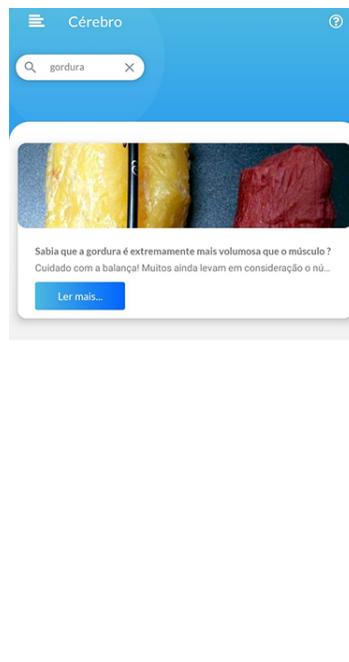 Cérebro
gordura
Sabia que a gordura é extremamente mais volumosa que o músculo ?
Cuidado com a balança! Muitos ainda levam em consideração o nú...
Ler mais...